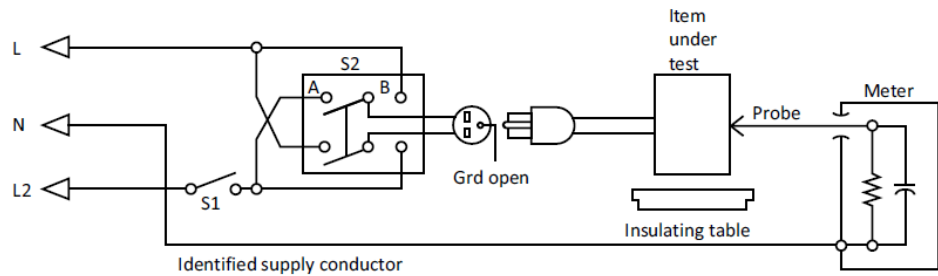 Item
under
test
L
S2
A
B
Meter
N
Probe
Grd open
L2
S1
Insulating table
Identified supply conductor